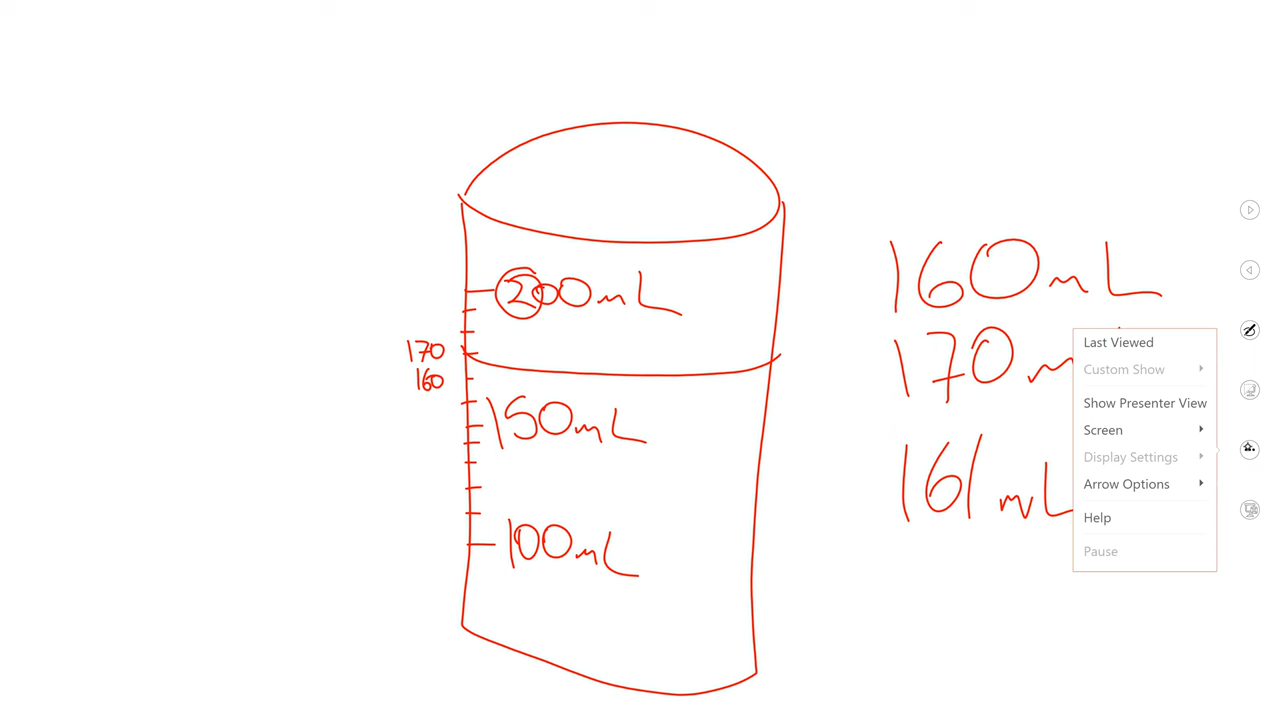 200mL
170
160
150mL
100mL
160mL
170m
161mL
Last Viewed
Custom Show
Show Presenter View
Screen
Display Settings
Arrow Options
Help
Pause